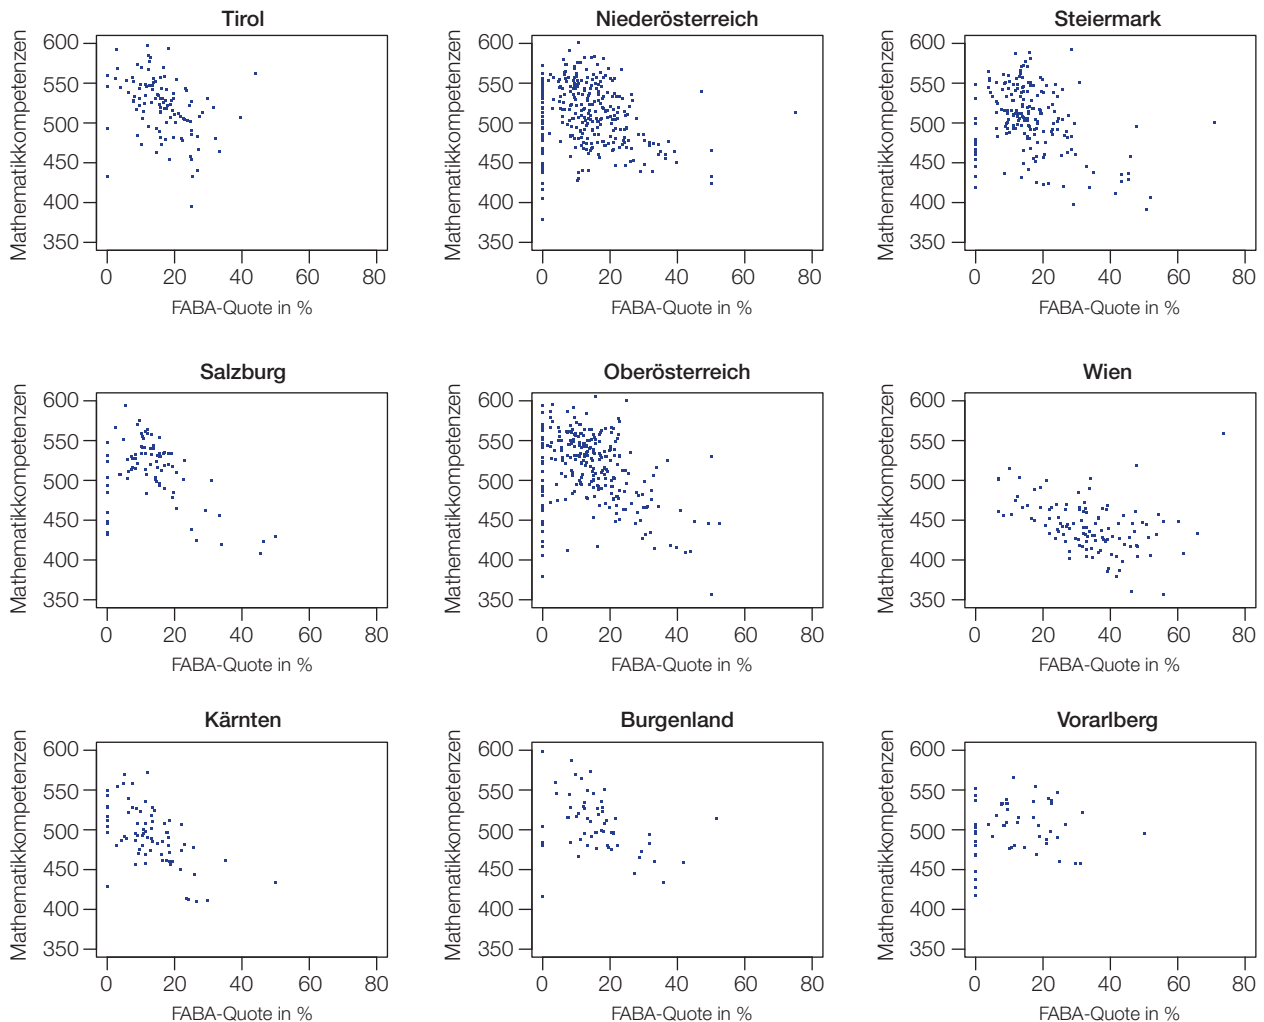 Tirol
Mathematikkompetenzen
600
550
500
450
400
350
0 20 40 60 80
FABA-Quote in %
Niederösterreich
Mathematikkompetenzen
600
550
500
450
400
350
0 20 40 60 80
FABA-Quote in %
Steiermark
Mathematikkompetenzen
600
550
500
450
400
350
0 20 40 60 80
FABA-Quote in %
Salzburg
Mathematikkompetenzen
600
550
500
450
400
350
0 20 40 60 80
FABA-Quote in %
Oberösterreich
Mathematikkompetenzen
600
550
500
450
400
350
0 20 40 60 80
FABA-Quote in %
Wien
Mathematikkompetenzen
600
550
500
450
400
350
0 20 40 60 80
FABA-Quote in %
Kärnten
Mathematikkompetenzen
600
550
500
450
400
350
0 20 40 60 80
FABA-Quote in %
Burgenland
Mathematikkompetenzen
600
550
500
450
400
350
0 20 40 60 80
FABA-Quote in %
Vorarlberg
Mathematikkompetenzen
600
550
500
450
400
350
0 20 40 60 80
FABA-Quote in %